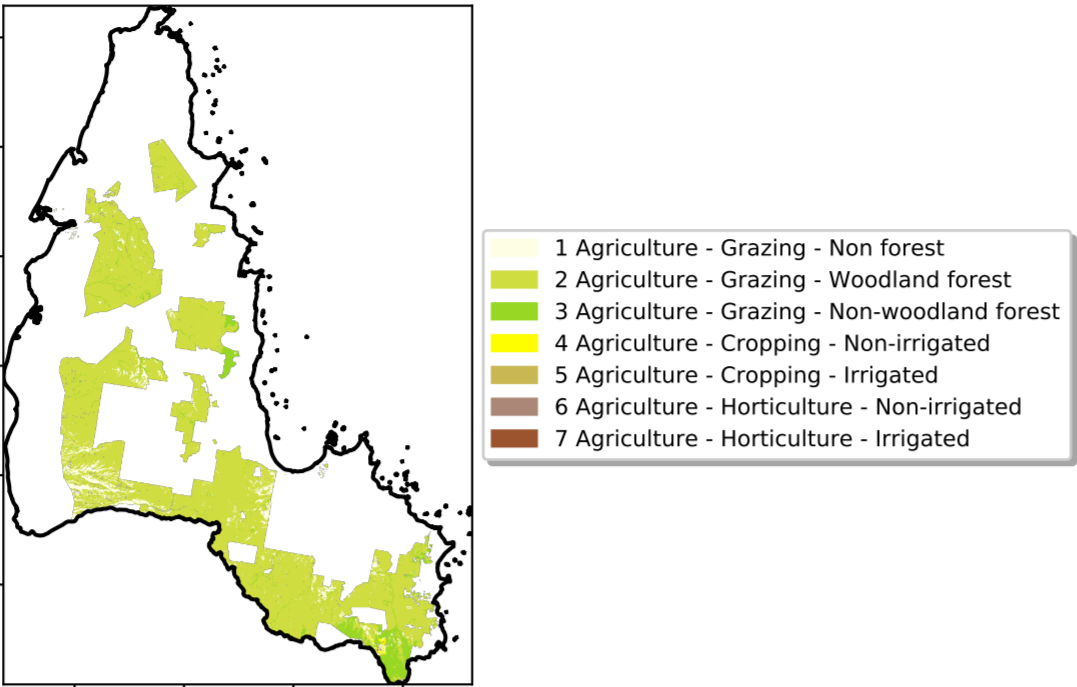 1 Agriculture - Grazing - Non forest
2 Agriculture - Grazing - Woodland forest
3 Agriculture - Grazing - Non-woodland forest
4 Agriculture - Cropping - Non-irrigated
5 Agriculture - Cropping - Irrigated
6 Agriculture - Horticulture - Non-irrigated
7 Agriculture - Horticulture - Irrigated